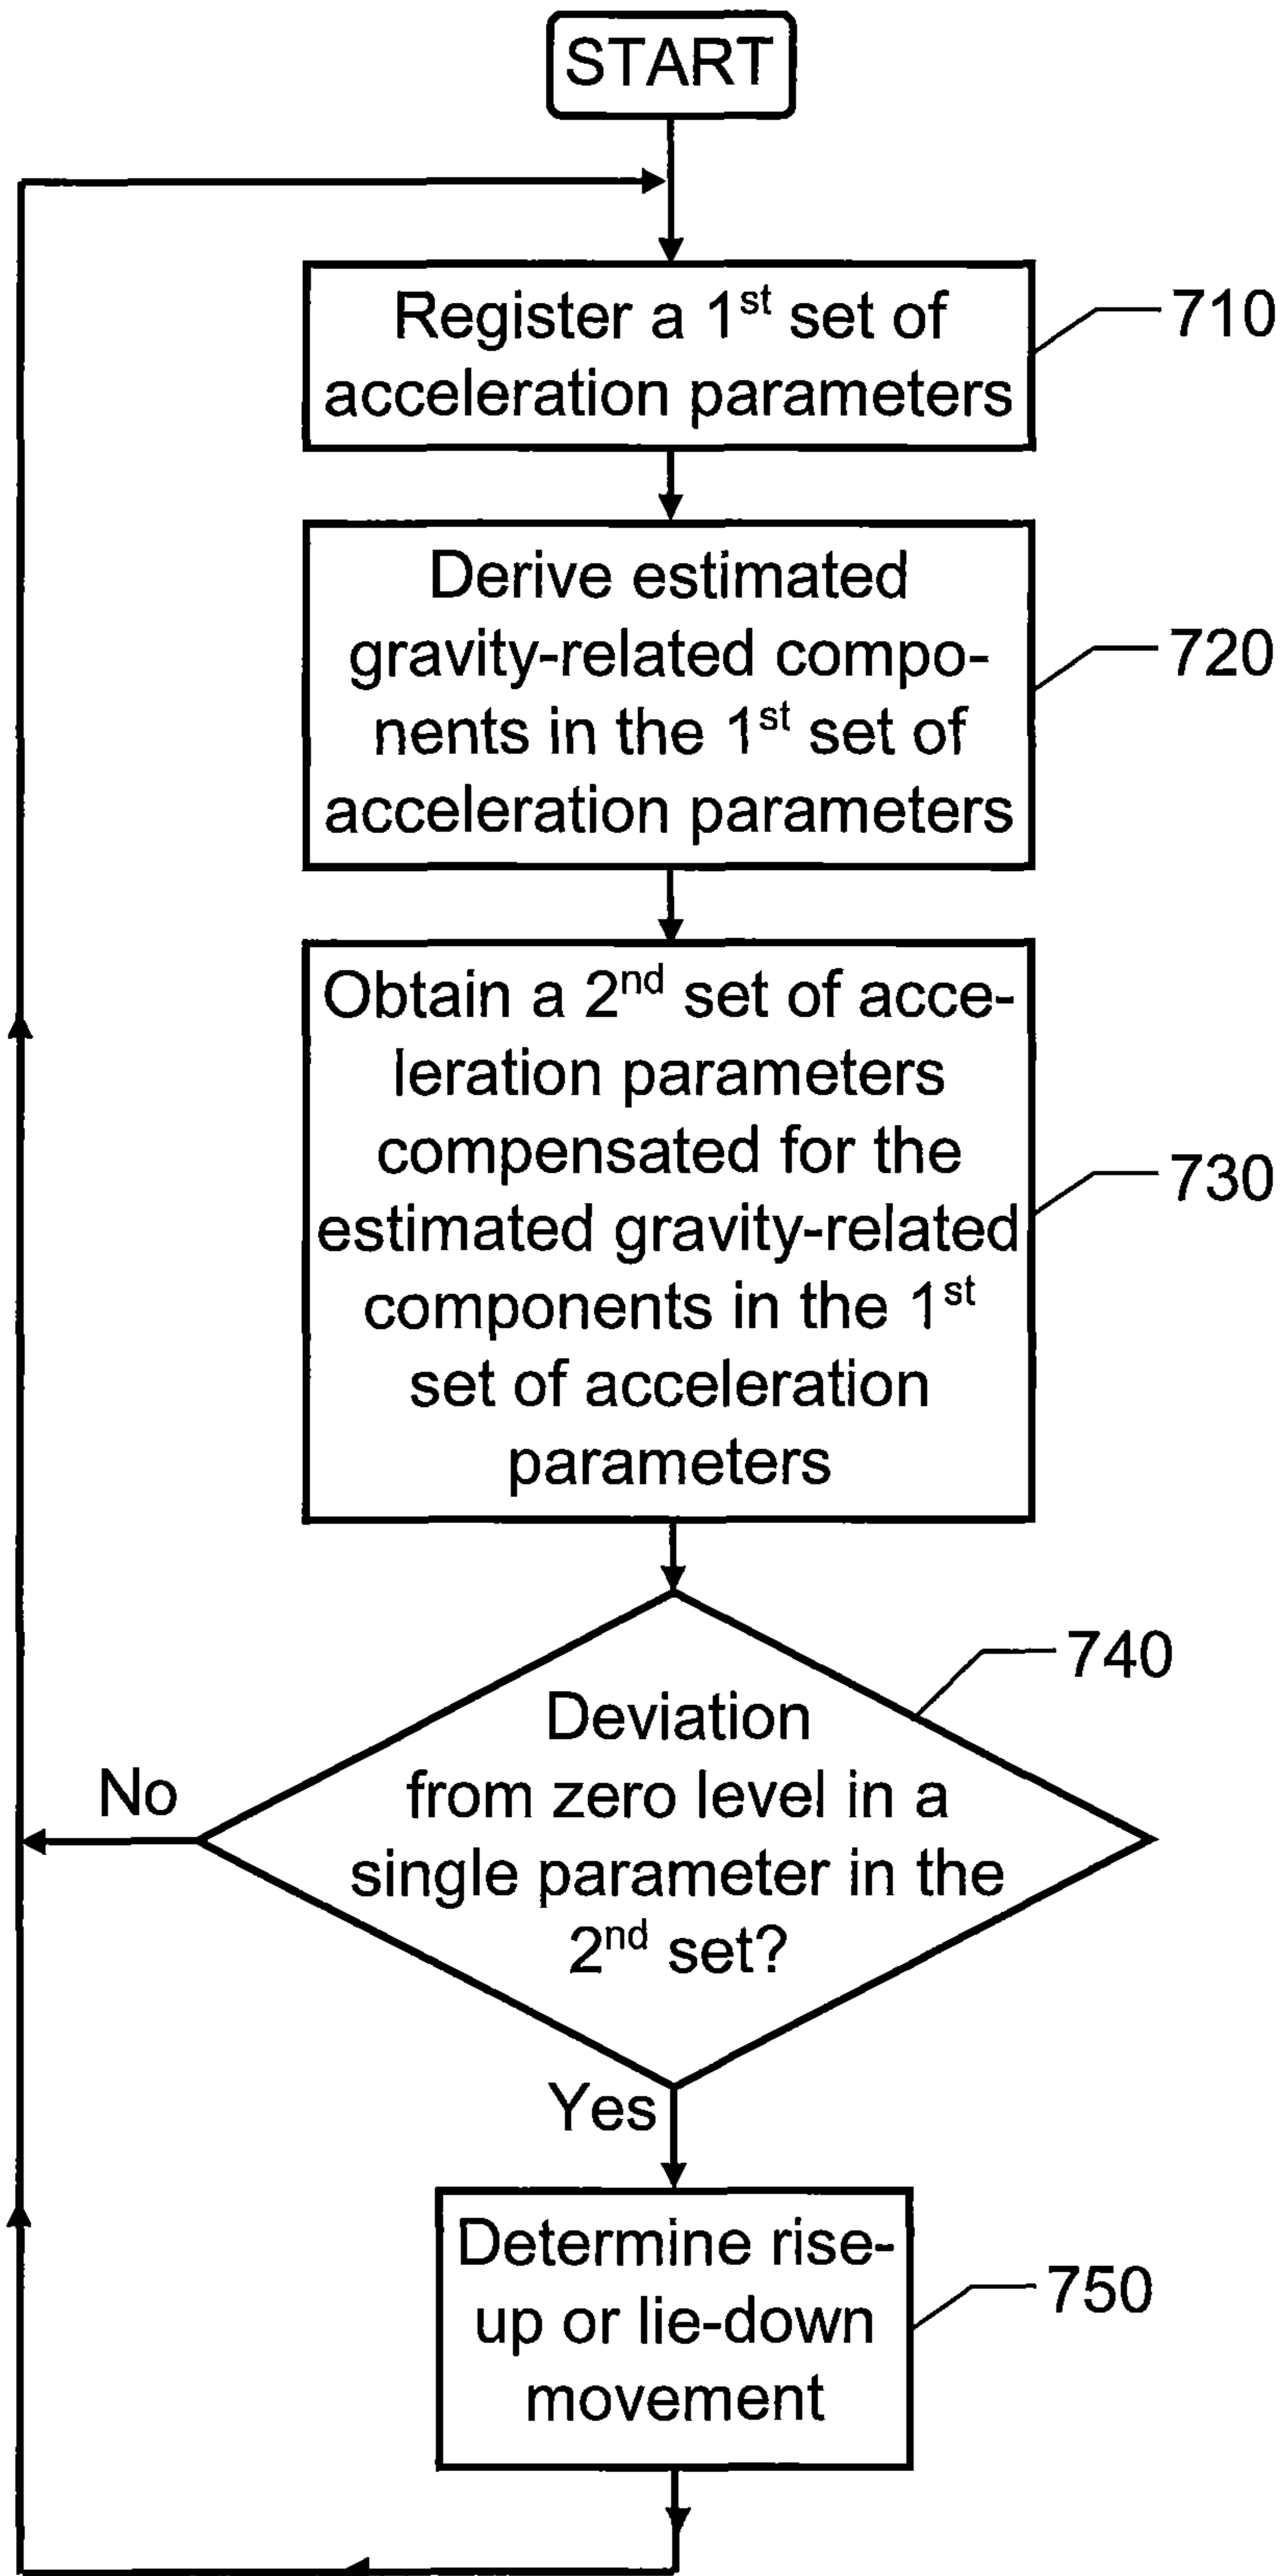 START
Register a 1st set of
acceleration parameters
710
Derive estimated
gravity-related compo-
nents in the 1st set of
acceleration parameters
720
Obtain a 2nd set of acce-
leration parameters
compensated for the
estimated gravity-related
components in the 1st
set of acceleration
parameters
730
Deviation
from zero level in a
single parameter in the
2nd set?
740
No
Yes
Determine rise-
up or lie-down
movement
750